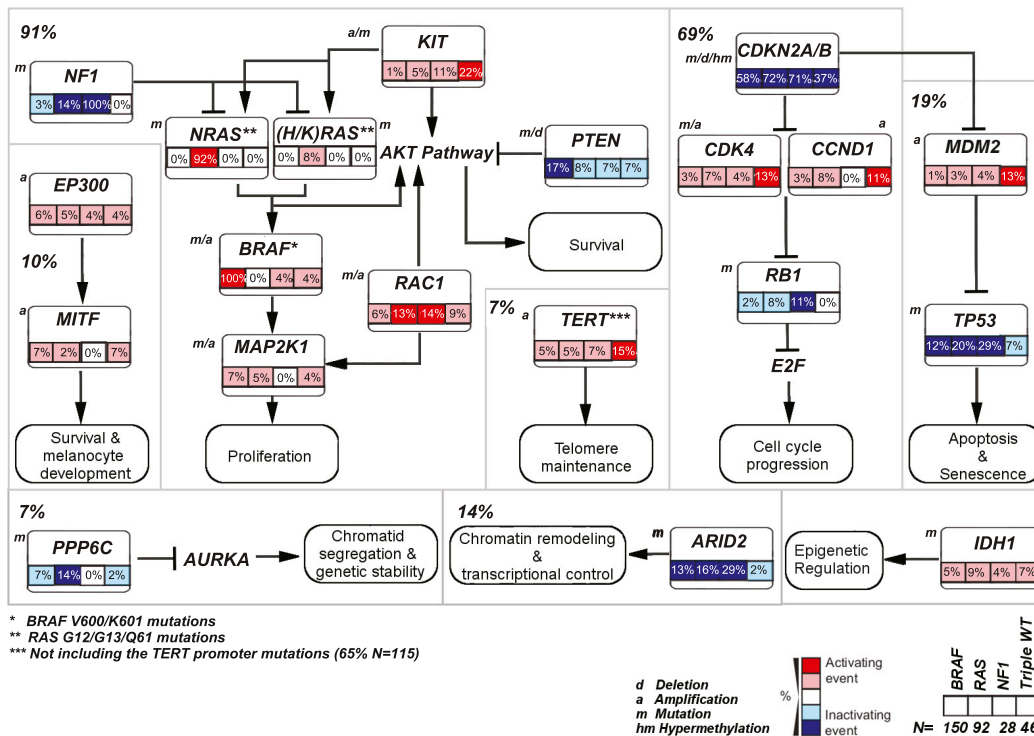 91%
a/m
KIT
1% 5% 11% 22%
m
NF1
3% 14% 100% 0%
m
NRAS**
0% 92% 0% 0%
(H/K)RAS**
m
0% 8% 0% 0%
AKT Pathway
m/d
PTEN
17% 8% 7% 7%
Survival
m/a
BRAF*
100% 0% 4% 4%
m/a
RAC1
6% 13% 14% 9%
m/a
MAP2K1
7% 5% 0% 4%
Proliferation
a
EP300
6% 5% 4% 4%
10%
a
MITF
7% 2% 0% 7%
Survival &
melanocyte
development
7%
a
TERT***
5% 5% 7% 15%
Telomere
maintenance
69%
m/d/hm
CDKN2A/B
58% 72% 71% 37%
m/a
CDK4
3% 7% 4% 13%
a
CCND1
3% 8% 0% 11%
m
RB1
2% 8% 11% 0%
E2F
Cell cycle
progression
19%
a
MDM2
1% 3% 4% 13%
m
TP53
12% 20% 29% 7%
Apoptosis
&
Senescence
7%
m
PPP6C
7% 14% 0% 2%
AURKA
Chromatid
segregation &
genetic stability
14%
Chromatin remodeling
&
transcriptional control
m
ARID2
13% 16% 29% 2%
Epigenetic
Regulation
m
IDH1
5% 9% 4% 7%
* BRAF V600/K601 mutations
** RAS G12/G13/Q61 mutations
*** Not including the TERT promoter mutations (65% N=115)
d Deletion
a Amplification
m Mutation
hm Hypermethylation
%
Activating
event
Inactivating
event
BRAF
RAS
NF1
Triple WT
N= 150 92 28 46